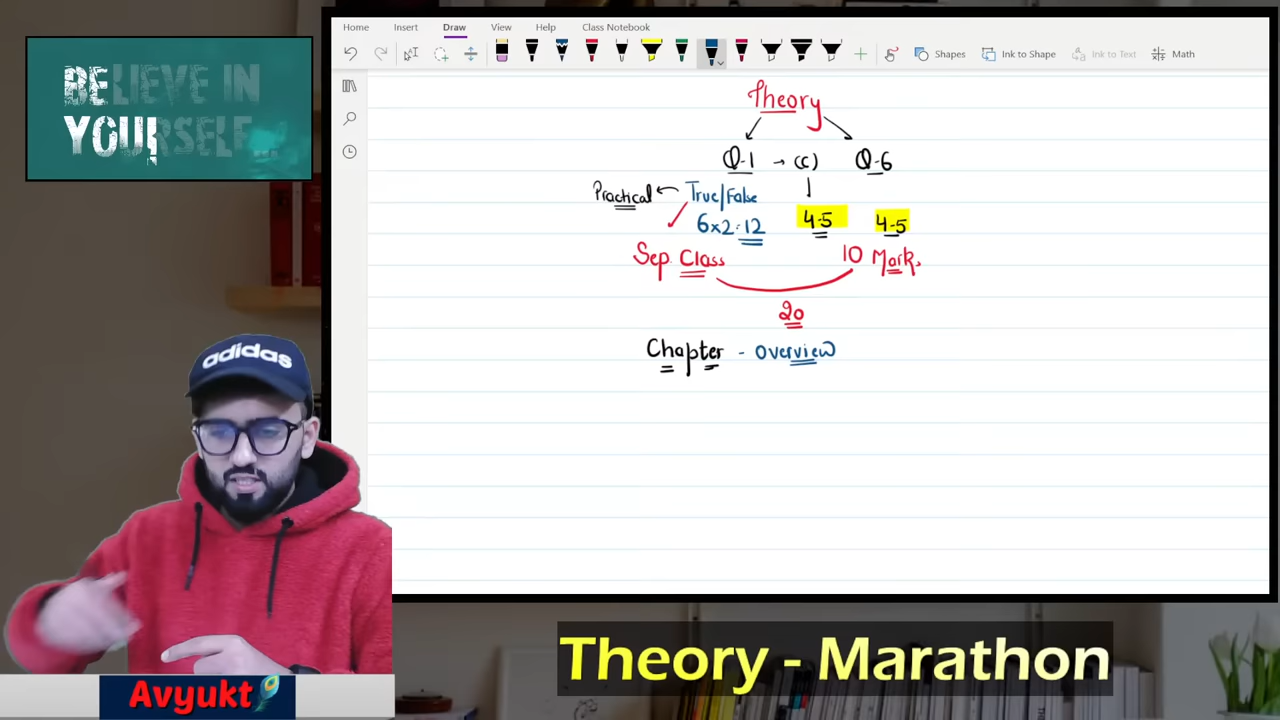 BELIEVE IN
YOURSELF...
Home Insert Draw View Help Class Notebook
Shapes Ink to Shape Ink to Text Math
Theory
Q-1 → (c) Q-6
Practical True/False
6x2=12 4-5 4-5
Sep. Class 10 Marks
20
Chapter - Overview
adidas
Theory - Marathon
Avyukt